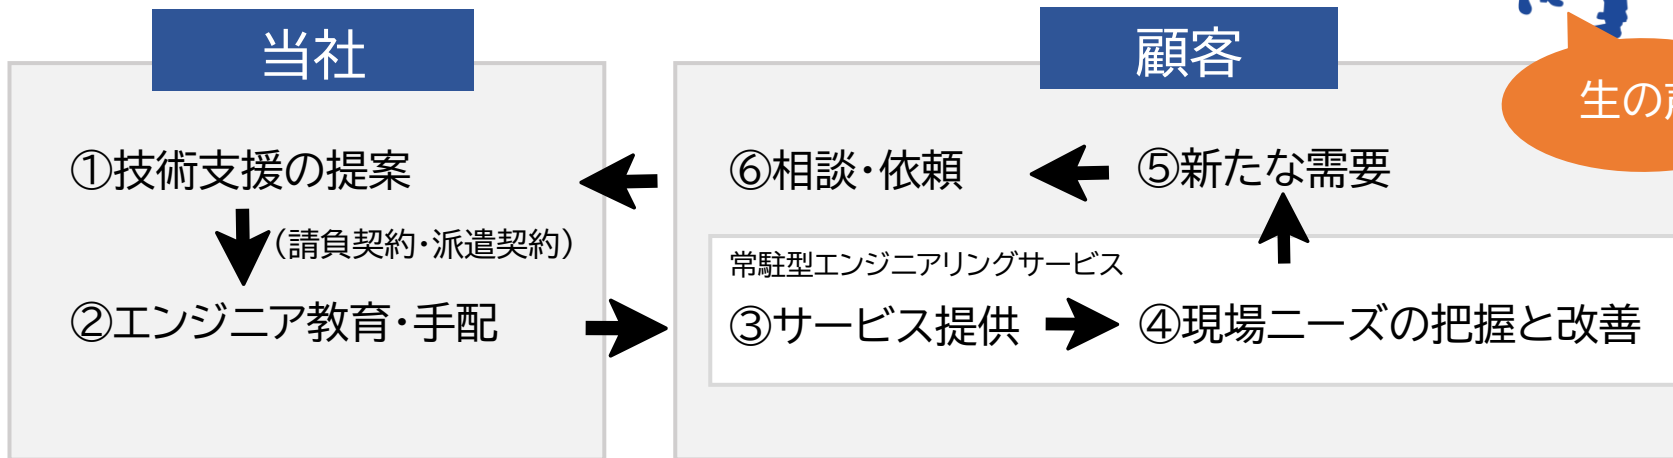 当社
①技術支援の提案
(請負契約・派遣契約)
②エンジニア教育・手配
顧客
⑥相談・依頼
⑤新たな需要
常駐型エンジニアリングサービス
③サービス提供
④現場ニーズの把握と改善
生の